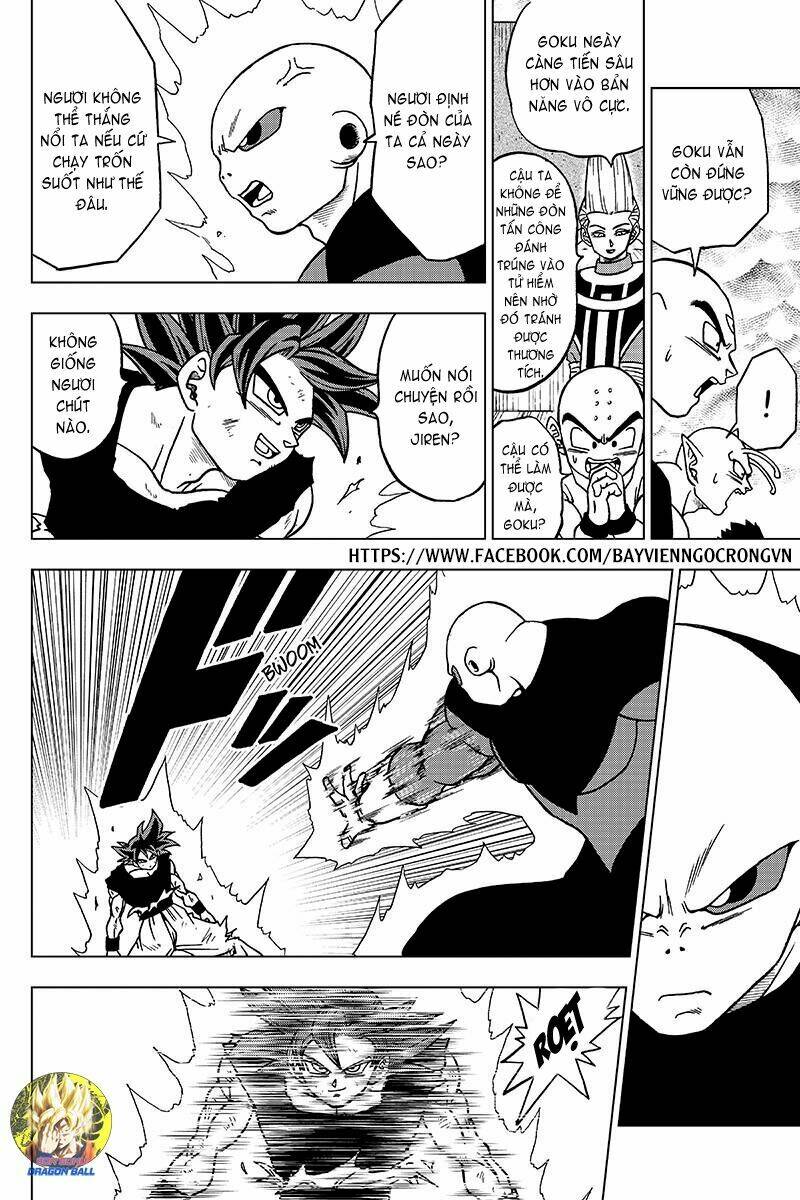 GOKU VẪN
CÒN ĐỨNG
VỮNG ĐƯỢC?
!
GOKU NGÀY
CÀNG TIẾN SÂU
HƠN VÀO BẢN
NĂNG VÔ CỰC.
CẬU TA
KHÔNG ĐỂ
NHỮNG ĐÒN
TẤN CÔNG
ĐÁNH
TRÚNG VÀO
TỬ HIỂM
NÊN NHỜ
ĐÓ TRÁNH
ĐƯỢC
THƯƠNG
TÍCH.
CẬU CÓ
THỂ LÀM
ĐƯỢC
MÀ,
GOKU?
NGƯƠI ĐỊNH
NÉ ĐÒN CỦA
TA CẢ NGÀY
SAO?
NGƯƠI KHÔNG
THỂ THẮNG
NỔI TA NẾU CỨ
CHẠY TRỐN
SUỐT NHƯ THẾ
ĐÂU.
MUỐN NÓI
CHUYỆN RỒI
SAO,
JIREN?
KHÔNG
GIỐNG
NGƯƠI
CHÚT
NÀO.
HTTPS://WWW.FACEBOOK.COM/BAYVIENNGOCRONGVN
BWOOM
ROẸT
DRAGON BALL